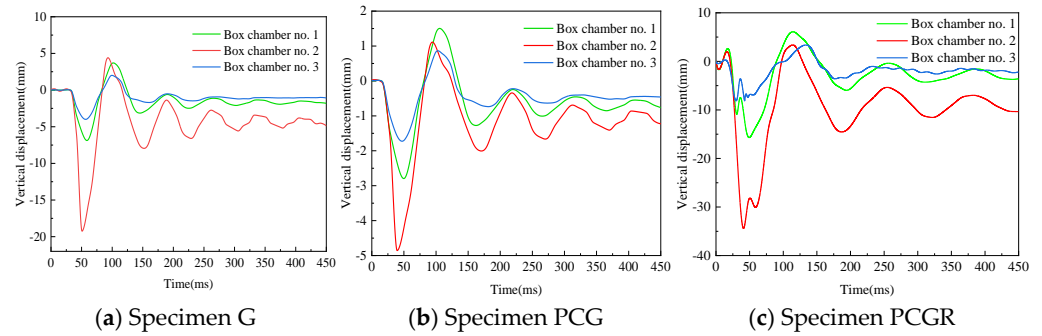 10
5
0
-5
-10
-15
-20
Vertical displacement(mm)
Box chamber no. 1
Box chamber no. 2
Box chamber no. 3
0 50 100 150 200 250 300 350 400 450
Time(ms)
(a) Specimen G
2
1
0
-1
-2
-3
-4
-5
Vertical displacement(mm)
Box chamber no. 1
Box chamber no. 2
Box chamber no. 3
0 50 100 150 200 250 300 350 400 450
Time(ms)
(b) Specimen PCG
10
0
-10
-20
-30
-40
Vertical displacement(mm)
Box chamber no. 1
Box chamber no. 2
Box chamber no. 3
0 50 100 150 200 250 300 350 400 450
Time(ms)
(c) Specimen PCGR